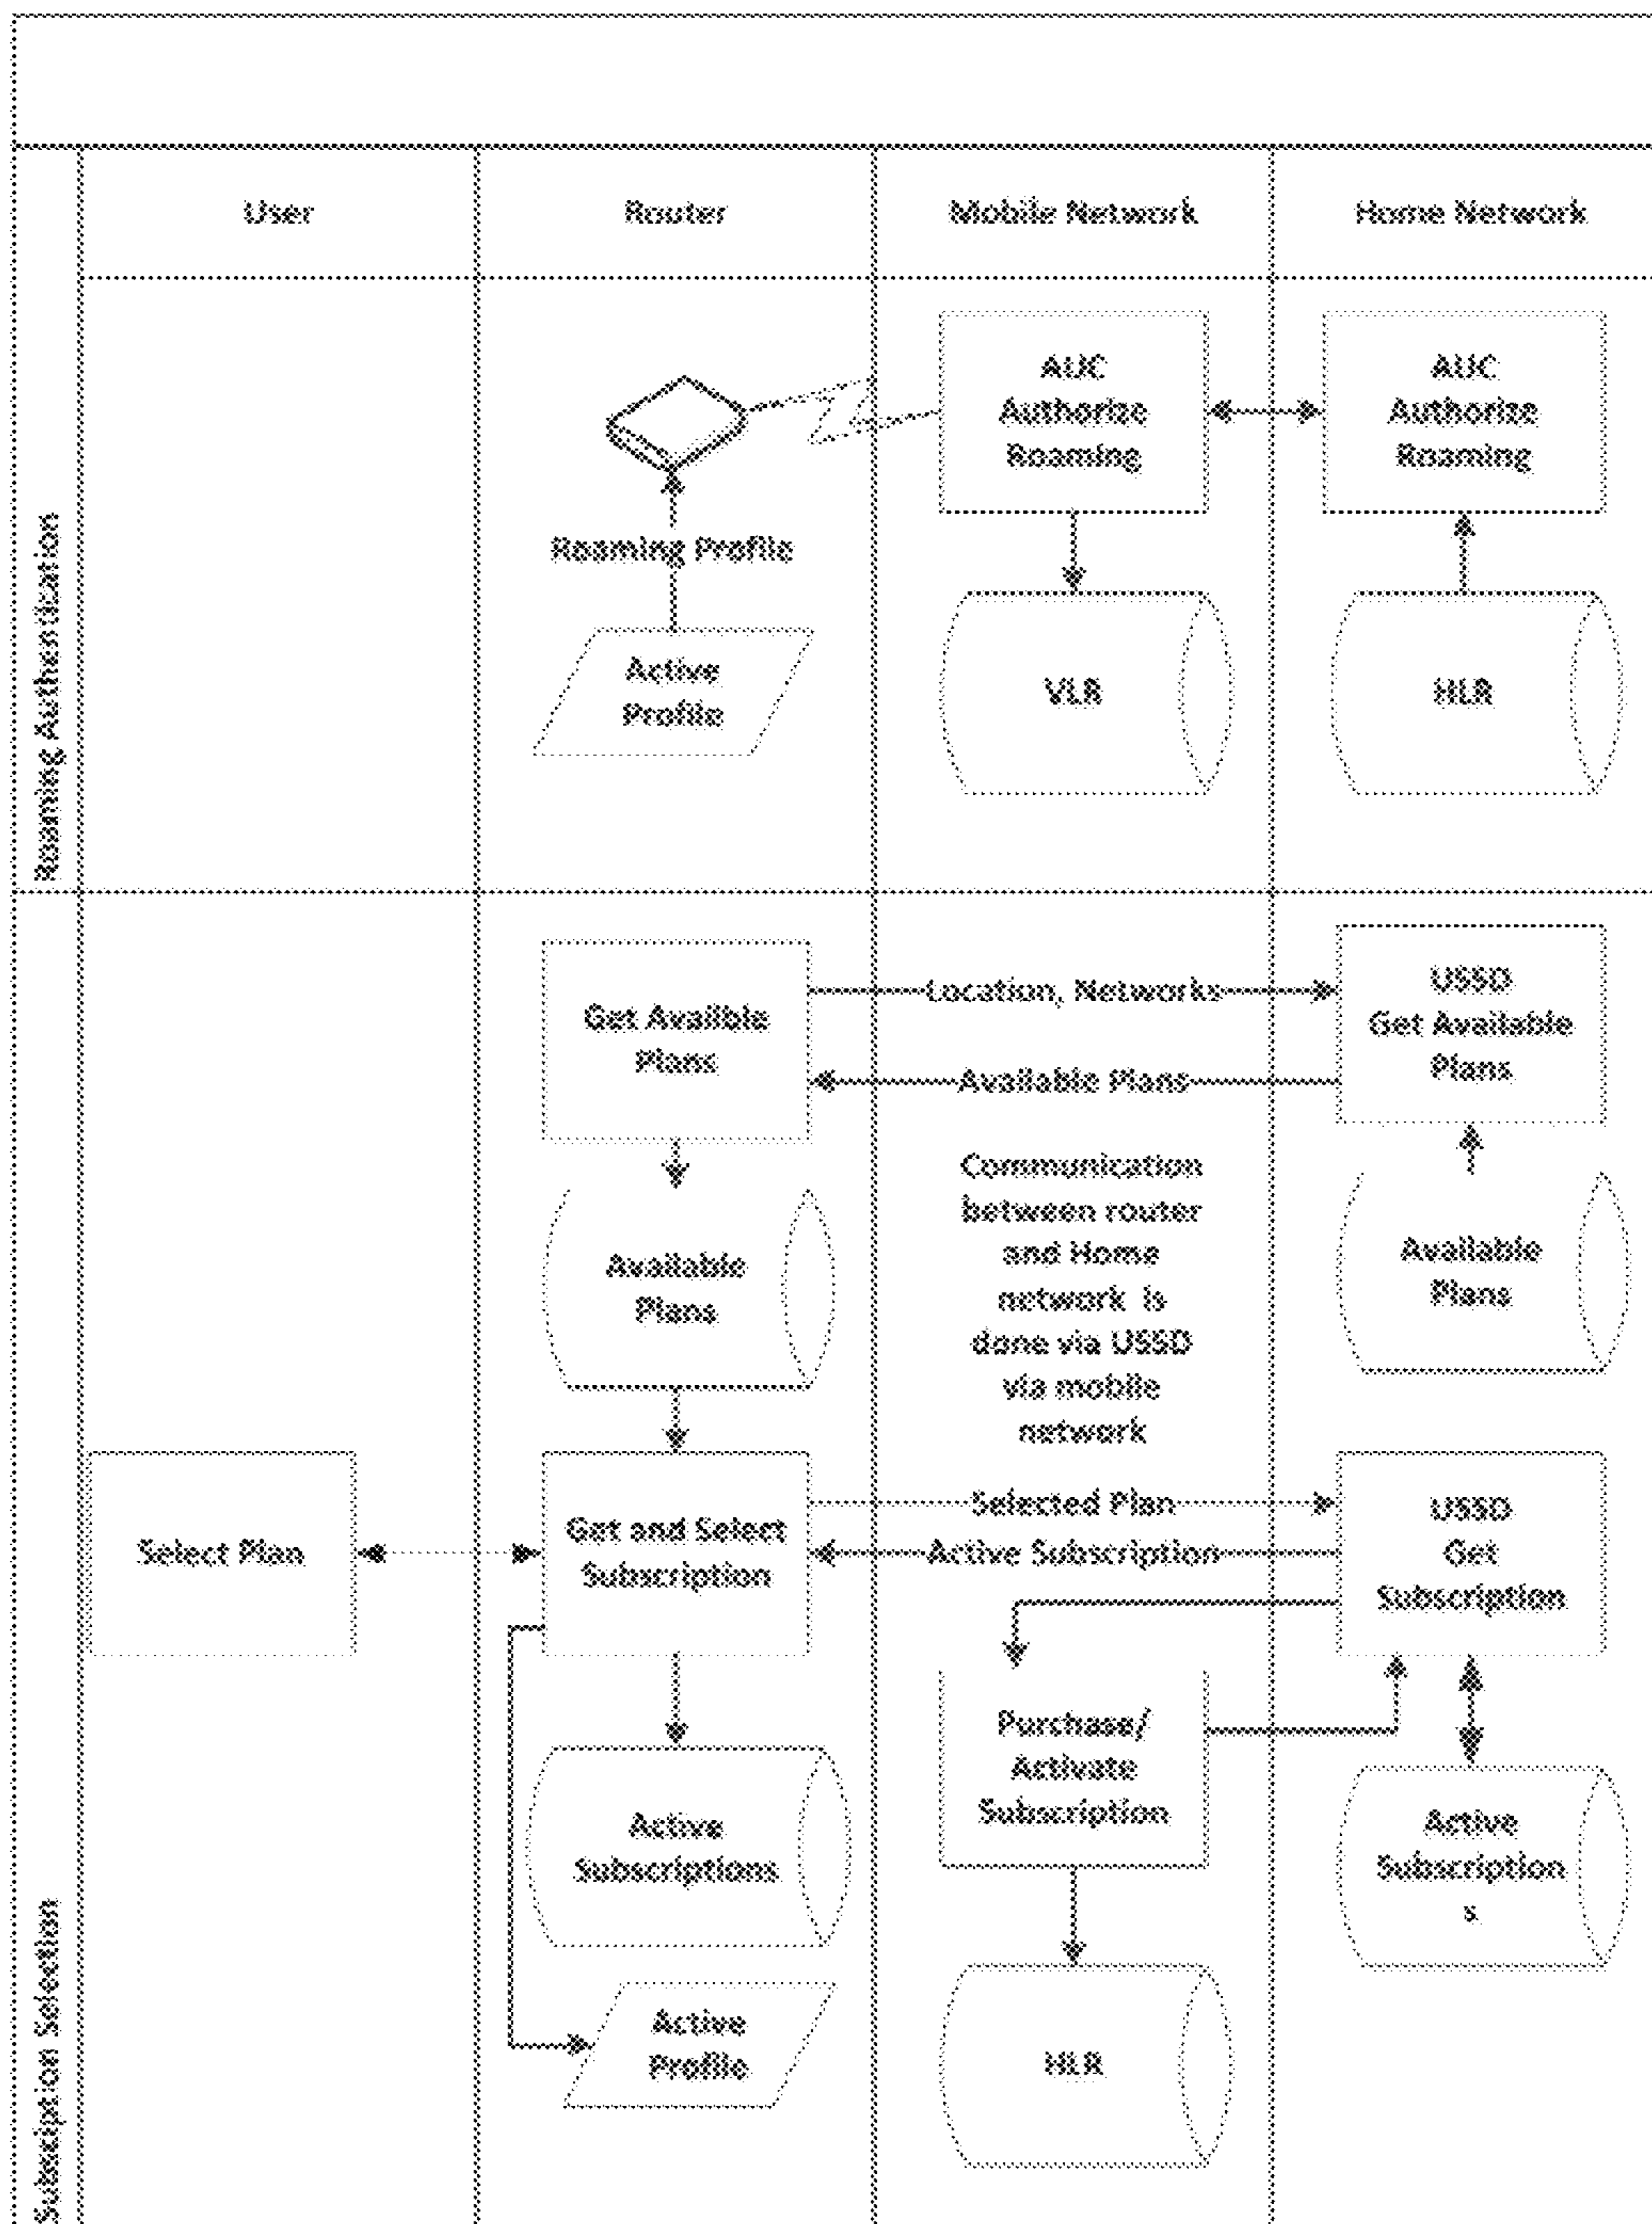 User
Router
Mobile Network
Home Network
Roaming Authentication
AUC
Authorize
Roaming
AUC
Authorize
Roaming
Roaming Profile
Active
Profile
VLR
HLR
Subscription Selection
Get Availble
Plans
Location, Networks
Available Plans
USSD
Get Available
Plans
Available
Plans
Communication
between router
and Home
network is
done via USSD
via mobile
network
Available
Plans
Select Plan
Get and Select
Subscription
Selected Plan
Active Subscription
USSD
Get
Subscription
Purchase/
Activate
Subscription
Active
Subscriptions
Active
Subscription
s
Active
Profile
HLR